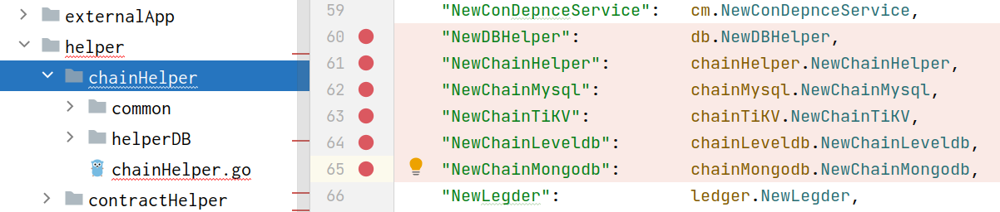 externalApp
helper
chainHelper
common
helperDB
chainHelper.go
contractHelper
59 "NewConDepnceService": cm.NewConDepnceService,
60 "NewDBHelper": db.NewDBHelper,
61 "NewChainHelper": chainHelper.NewChainHelper,
62 "NewChainMysql": chainMysql.NewChainMysql,
63 "NewChainTiKV": chainTiKV.NewChainTiKV,
64 "NewChainLeveldb": chainLeveldb.NewChainLeveldb,
65 "NewChainMongodb": chainMongodb.NewChainMongodb,
66 "NewLegder": ledger.NewLegder,